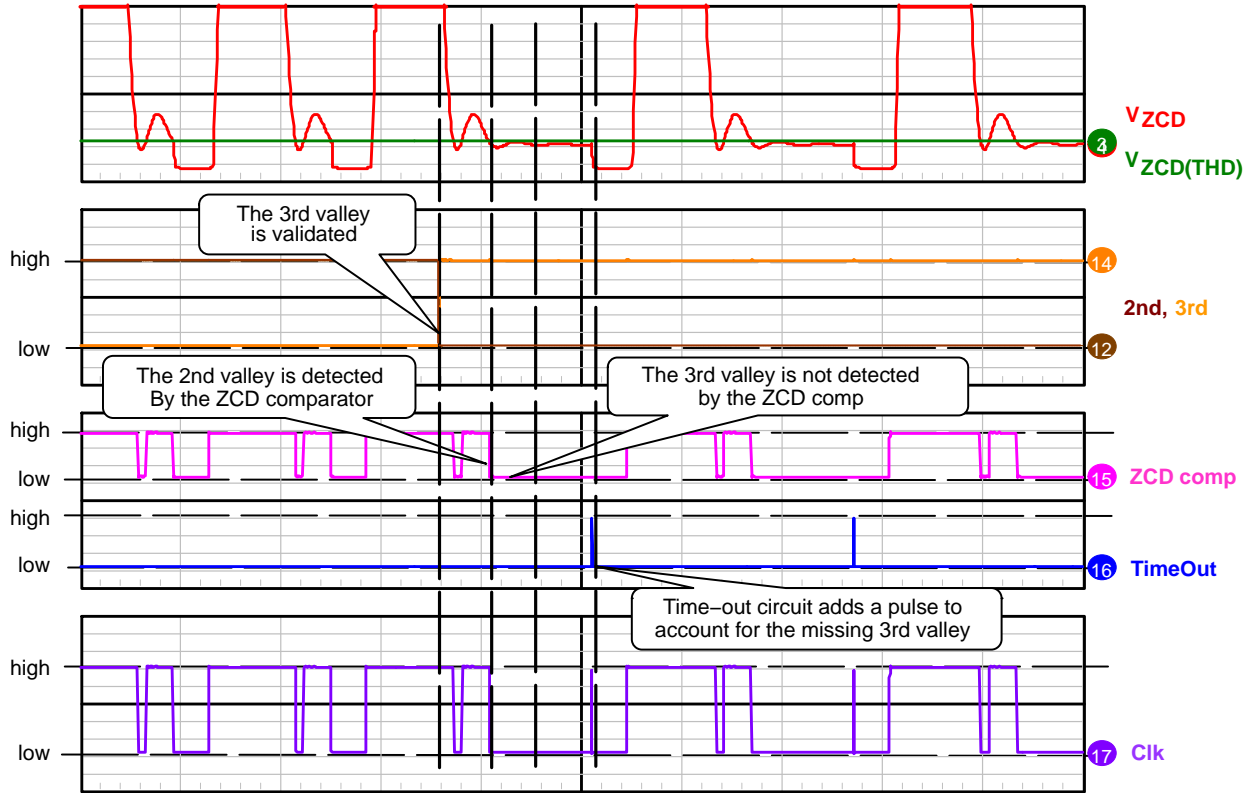 VZCD
3
4
VZCD(THD)
The 3rd valley
is validated
high
14
2nd, 3rd
low
12
The 2nd valley is detected
By the ZCD comparator
The 3rd valley is not detected
by the ZCD comp
high
low
15 ZCD comp
high
low
16 TimeOut
Time−out circuit adds a pulse to
account for the missing 3rd valley
high
low
17 Clk